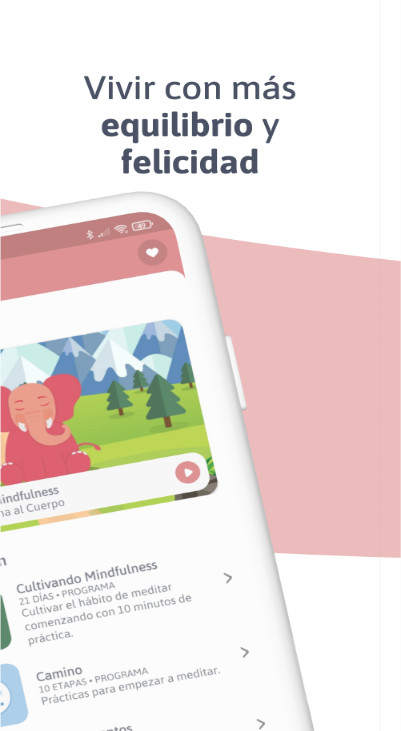 Vivir con más
equilibrio y
felicidad
al Cuerpo
Cultivando Mindfulness
21 DÍAS • PROGRAMA
Cultivar el hábito de meditar
comenzando con 10 minutos de
práctica.
Camino
10 ETAPAS • PROGRAMA
Prácticas para empezar a meditar.